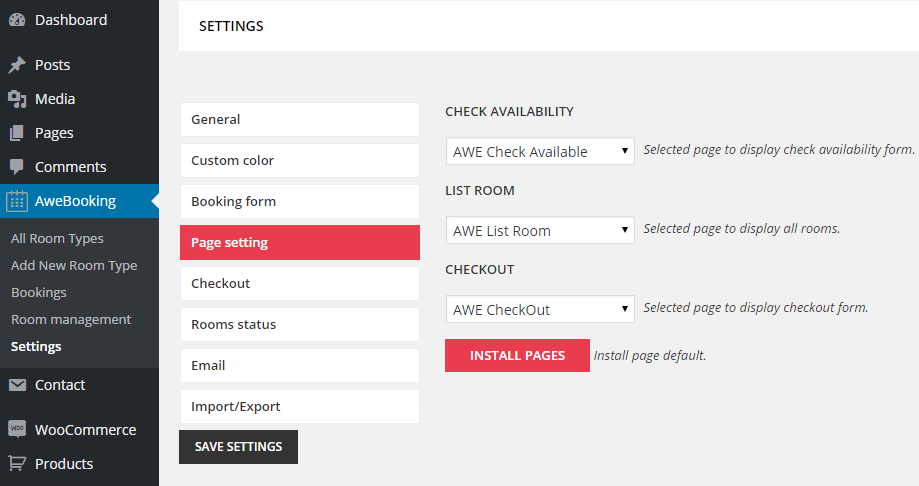 Dashboard
Posts
Media
Pages
Comments
AweBooking
All Room Types
Add New Room Type
Bookings
Room management
Settings
Contact
WOO
WooCommerce
Products
SETTINGS
General
Custom color
Booking form
Page setting
Checkout
Rooms status
Email
Import/Export
SAVE SETTINGS
CHECK AVAILABILITY
AWE Check Available Selected page to display check availability form.
LIST ROOM
AWE List Room Selected page to display all rooms.
CHECKOUT
AWE CheckOut Selected page to display checkout form.
INSTALL PAGES Install page default.